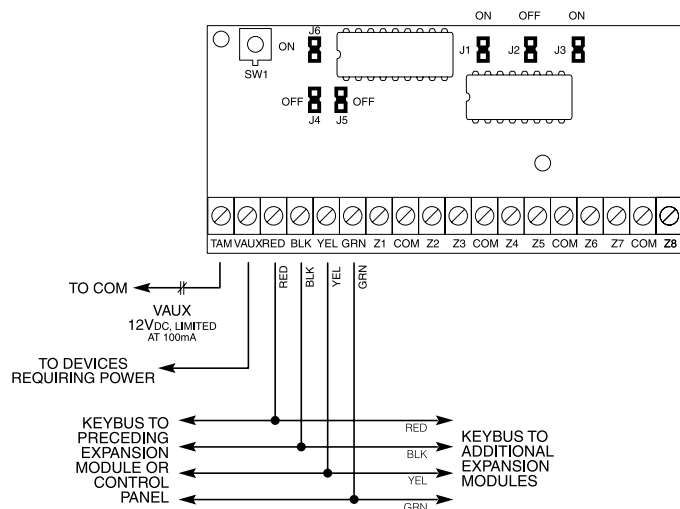 ON OFF ON
J6
ON
J1 J2 J3
SW1
OFF OFF
J4 J5
TAM VAUX RED BLK YEL GRN Z1 COM Z2 Z3 COM Z4 Z5 COM Z6 Z7 COM Z8
RED BLK YEL GRN
TO COM
VAUX
12VDC, LIMITED
AT 100mA
TO DEVICES
REQUIRING POWER
KEYBUS TO
PRECEDING
EXPANSION
MODULE OR
CONTROL
PANEL
RED
BLK
YEL
GRN
KEYBUS TO
ADDITIONAL
EXPANSION
MODULES